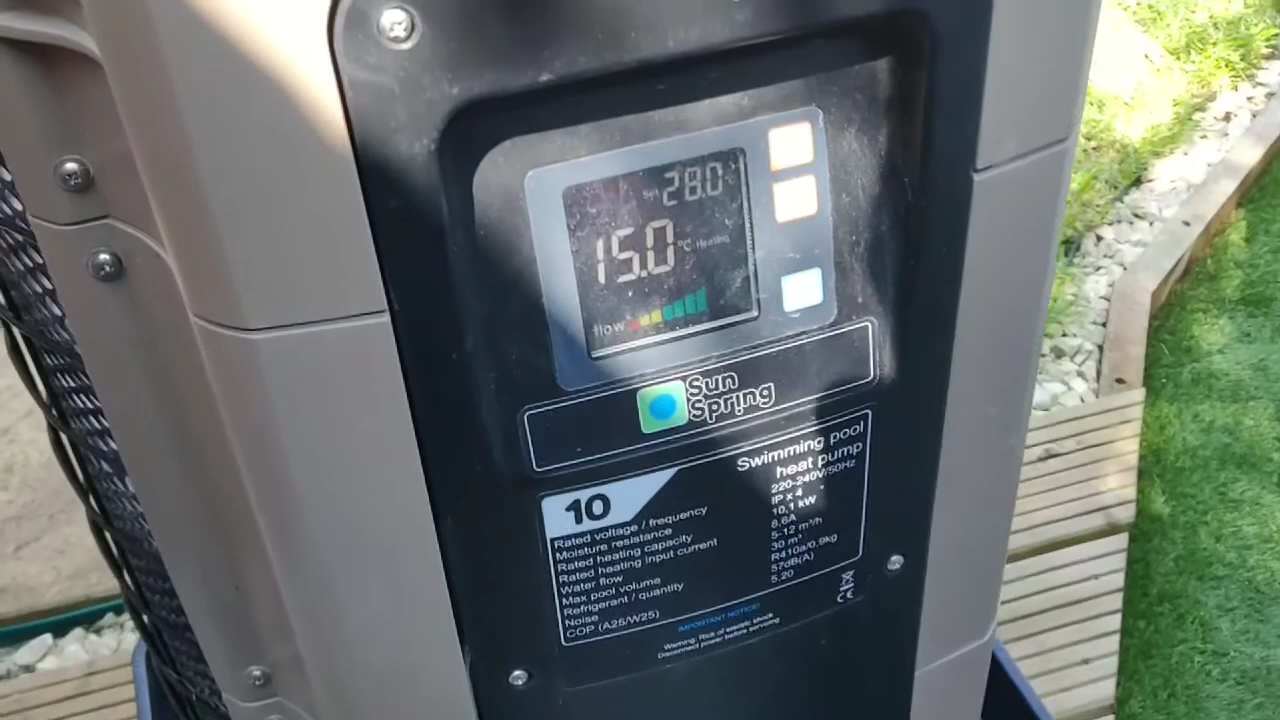 Set 28.0
15.0 °C Heating
flow
Sun
Spring
10
Swimming pool
heat pump
Rated voltage / frequency 220-240V/50Hz
Moisture resistance IP x 4
Rated heating capacity 10,1 kW
Rated heating input current 8.6A
Water flow 5-12 m³/h
Max pool volume 30 m³
Refrigerant / quantity R410a/0.9kg
Noise 57dB(A)
COP (A25/W25) 5.20
CE
IMPORTANT NOTICE!
Warning: Risk of electric shock
Disconnect power before servicing